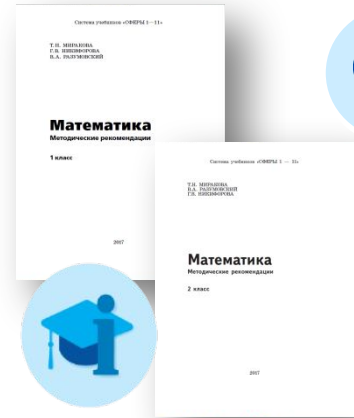 Система учебников «СФЕРЫ 1—11»
Т.Н. МИРАКОВА
Г.В. НИКИФОРОВА
В.А. РАЗУМОВСКИЙ
Математика
Методические рекомендации
1 класс
2017
Система учебников «СФЕРЫ 1 — 11»
Т.Н. МИРАКОВА
В.А. РАЗУМОВСКИЙ
Г.В. НИКИФОРОВА
Математика
Методические рекомендации
2 класс
2017